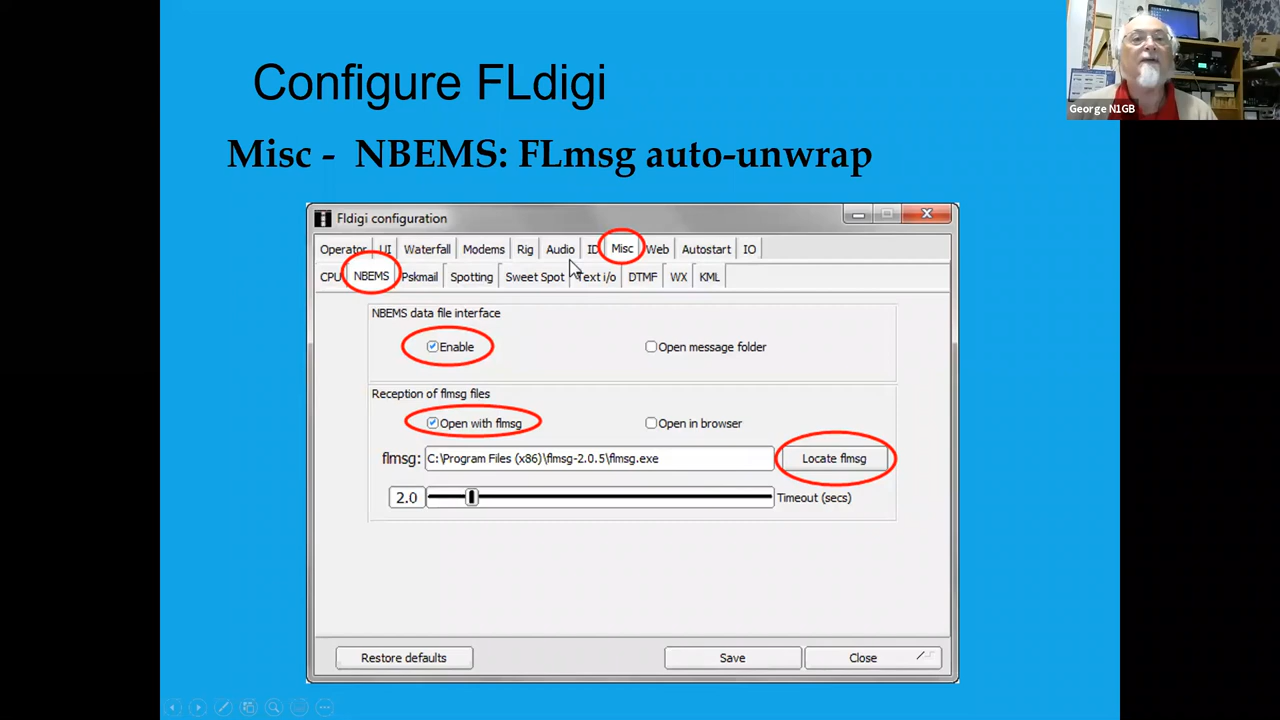 Configure FLdigi
George N1GB
Misc - NBEMS: FLmsg auto-unwrap
Fldigi configuration
Operator UI Waterfall Modems Rig Audio ID Misc Web Autostart IO
CPU NBEMS Pskmail Spotting Sweet Spot Text i/o DTMF WX KML
NBEMS data file interface
Enable Open message folder
Reception of flmsg files
Open with flmsg Open in browser
flmsg: C:\Program Files (x86)\flmsg-2.0.5\flmsg.exe Locate flmsg
2.0 Timeout (secs)
Restore defaults Save Close